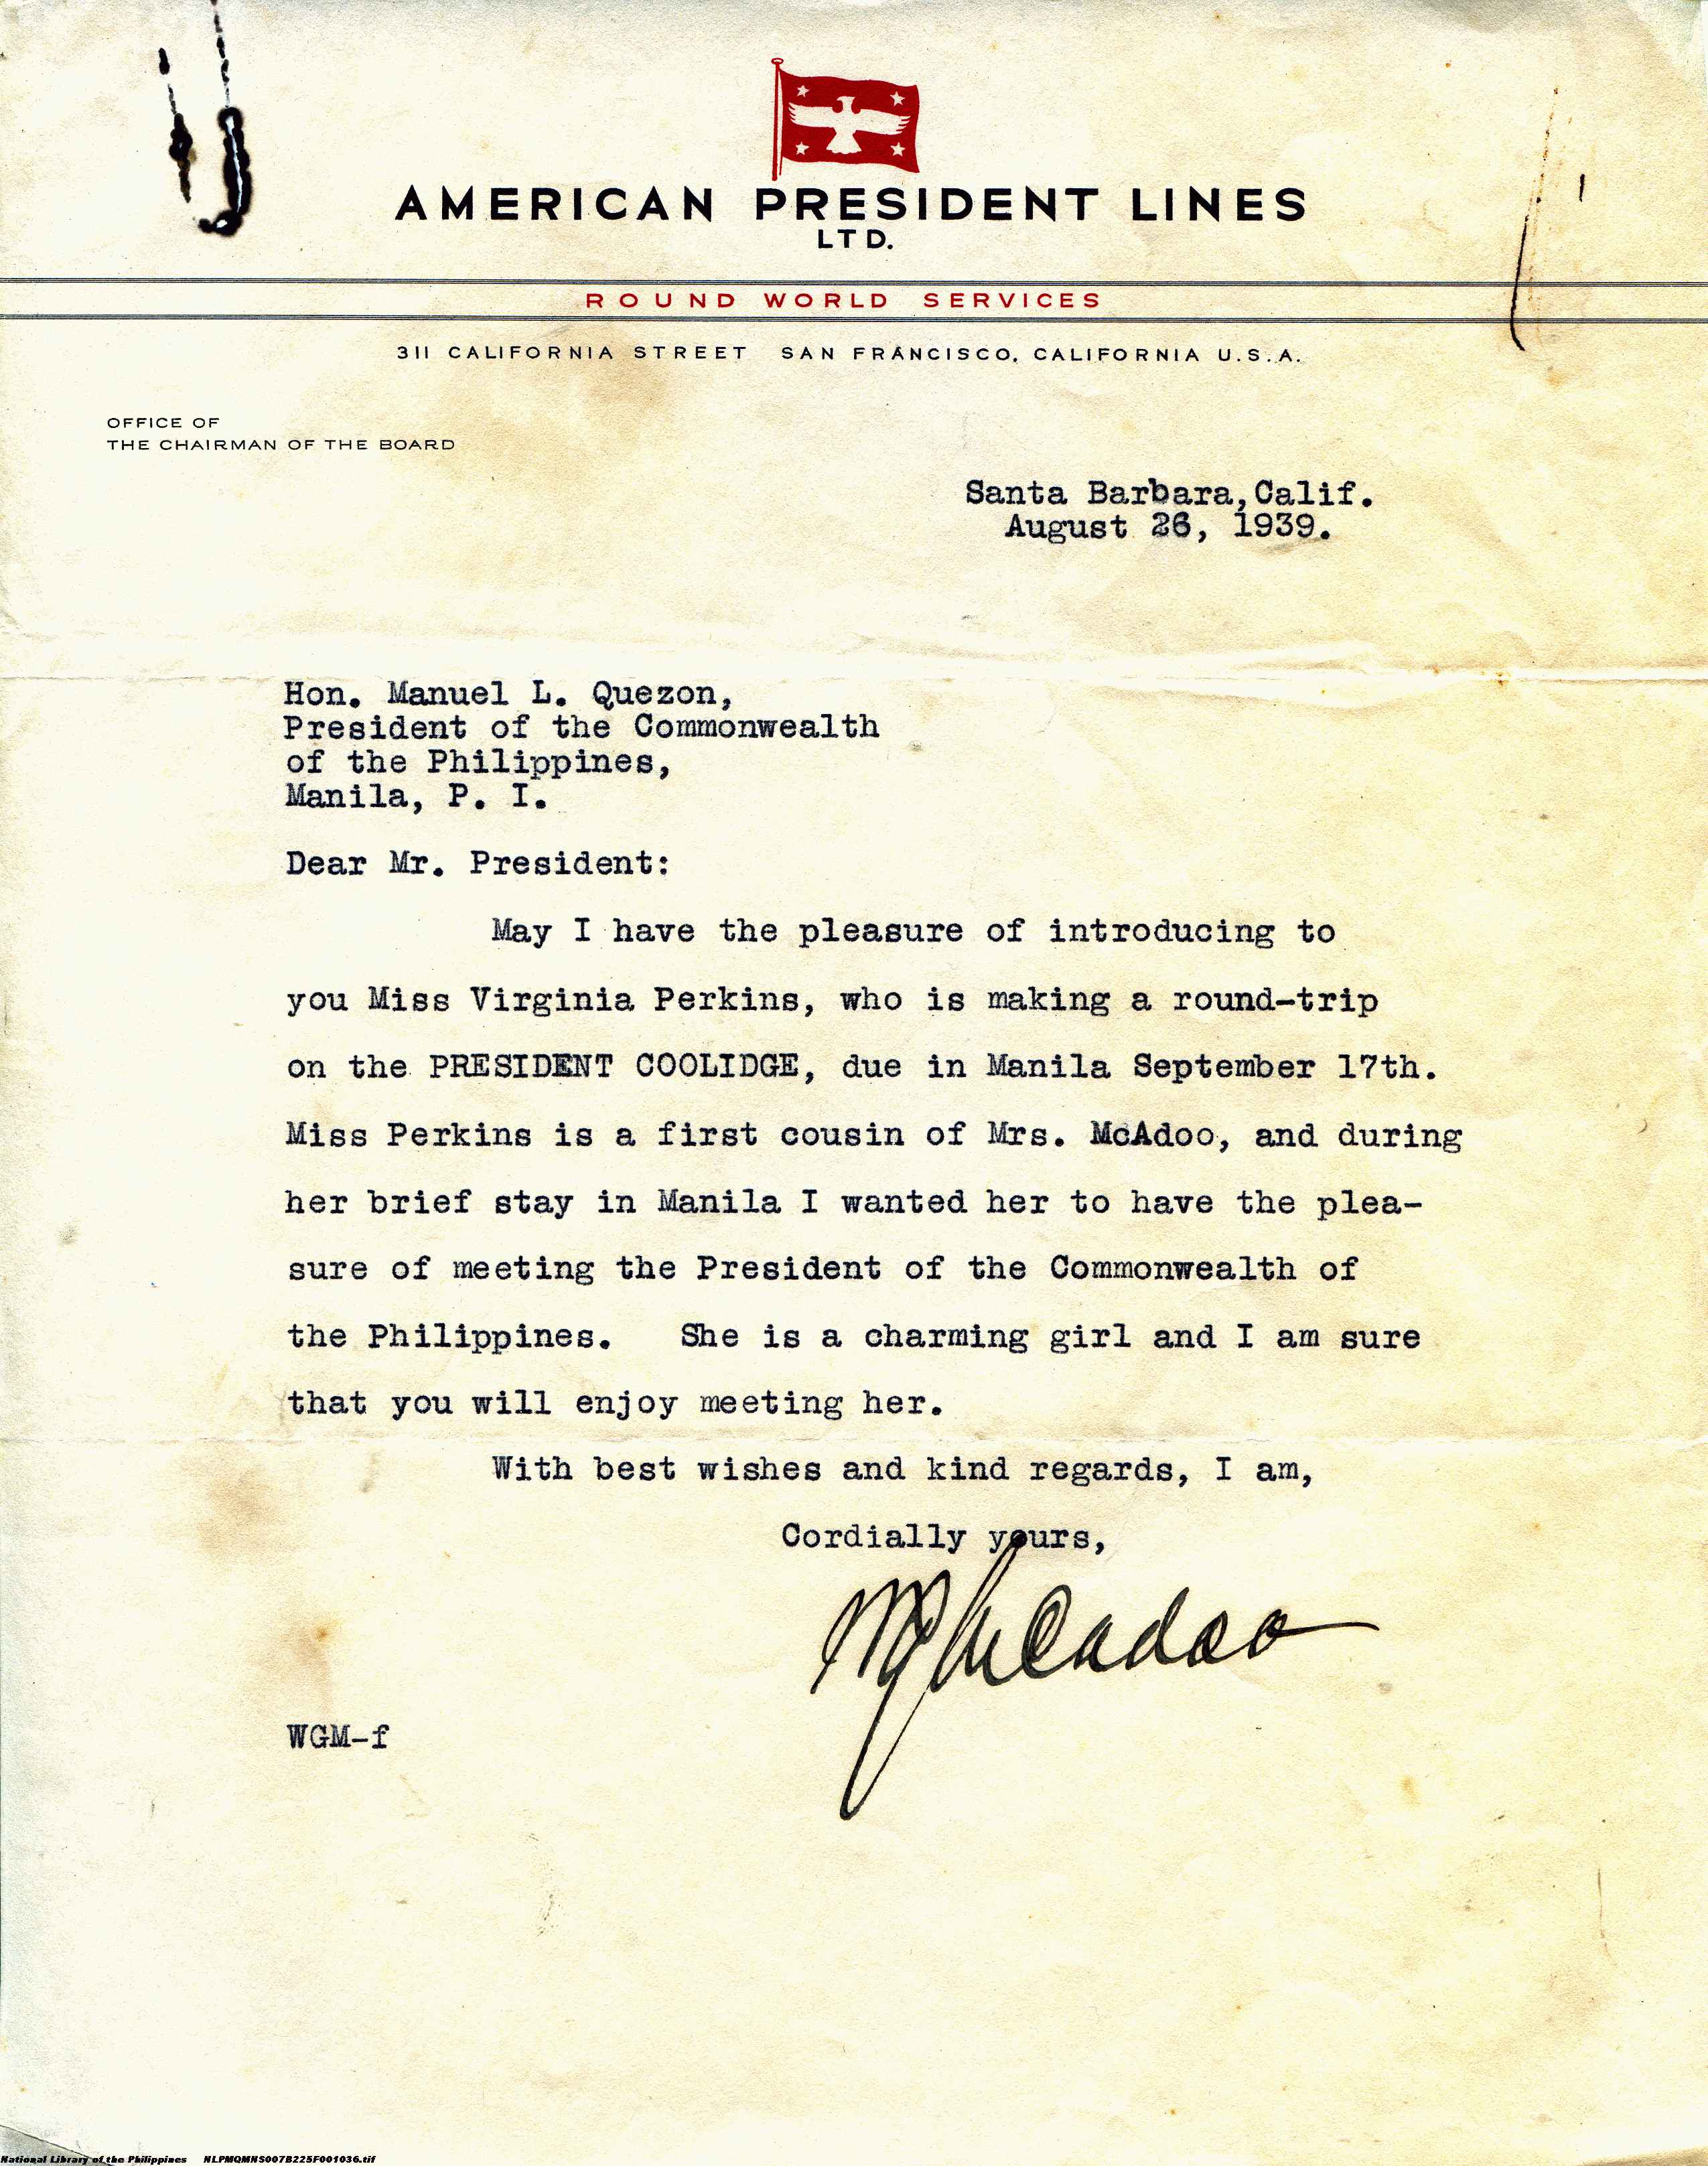 AMERICAN PRESIDENT LINES
LTD.
ROUND WORLD SERVICES
311 CALIFORNIA STREET SAN FRANCISCO, CALIFORNIA U.S.A.
OFFICE OF
THE CHAIRMAN OF THE BOARD
Santa Barbara,Calif.
August 26, 1939.
Hon. Manuel L. Quezon,
President of the Commonwealth
of the Philippines,
Manila, P. I.
Dear Mr. President:
May I have the pleasure of introducing to
you Miss Virginia Perkins, who is making a round-trip
on the PRESIDENT COOLIDGE, due in Manila September 17th.
Miss Perkins is a first cousin of Mrs. McAdoo, and during
her brief stay in Manila I wanted her to have the plea-
sure of meeting the President of the Commonwealth of
the Philippines. She is a charming girl and I am sure
that you will enjoy meeting her.
With best wishes and kind regards, I am,
Cordially yours,
WGMcAdoo
WGM-f
National Library of the Philippines NLPMQMNS007B225F001036.tif